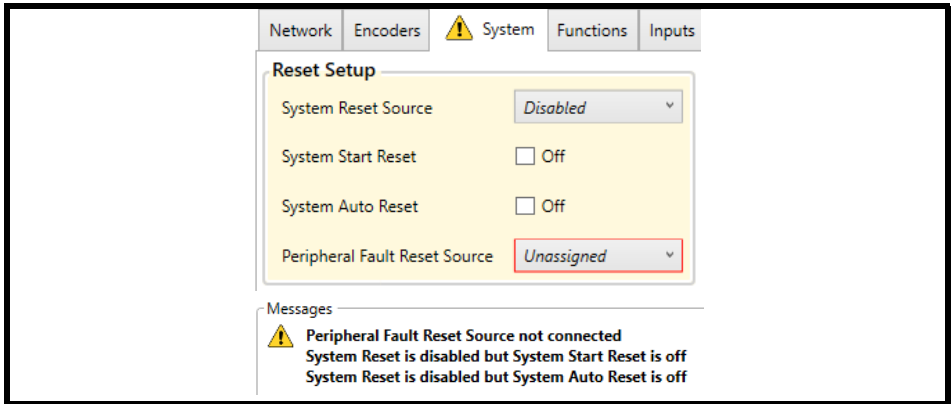 Network Encoders System Functions Inputs
Reset Setup
System Reset Source Disabled
System Start Reset Off
System Auto Reset Off
Peripheral Fault Reset Source Unassigned
Messages
Peripheral Fault Reset Source not connected
System Reset is disabled but System Start Reset is off
System Reset is disabled but System Auto Reset is off